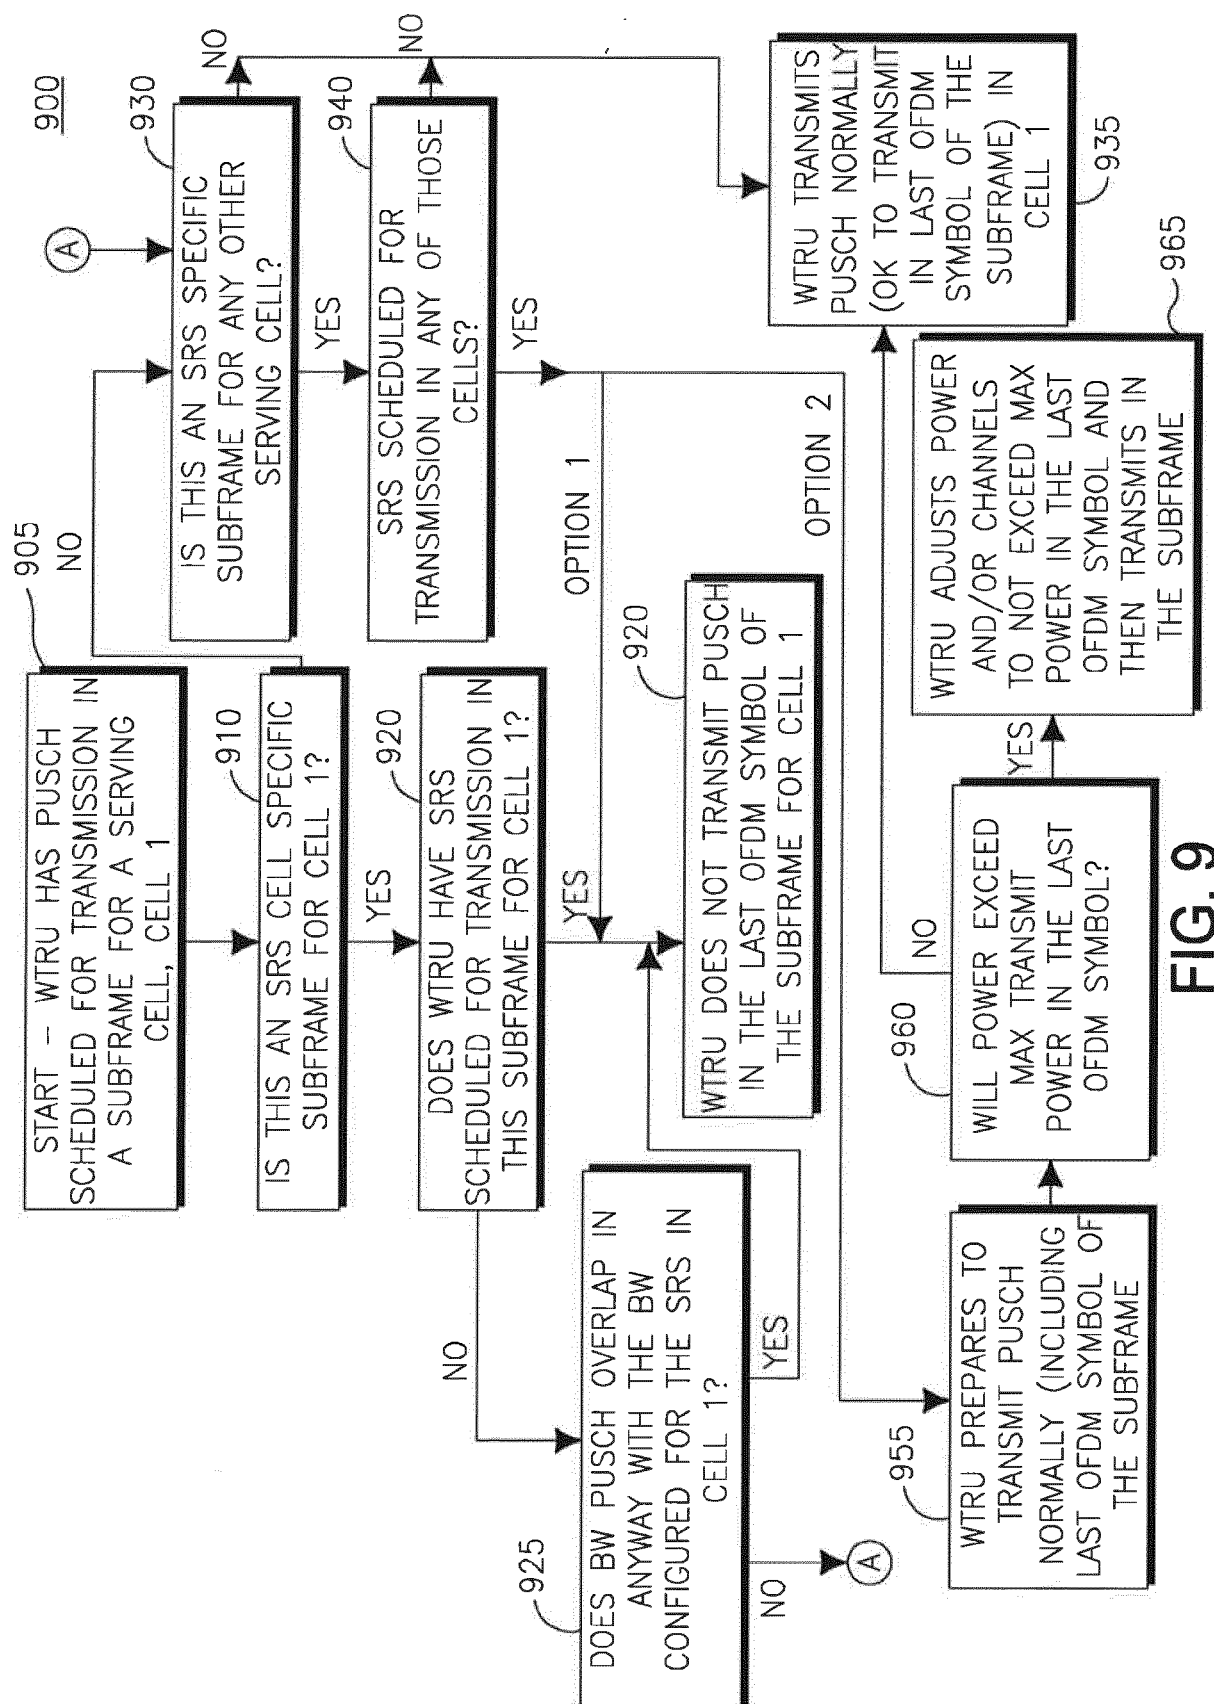 900
905
START – WTRU HAS PUSCH
SCHEDULED FOR TRANSMISSION IN
A SUBFRAME FOR A SERVING
CELL, CELL 1
910
IS THIS AN SRS CELL SPECIFIC
SUBFRAME FOR CELL 1?
NO
YES
920
DOES WTRU HAVE SRS
SCHEDULED FOR TRANSMISSION IN
THIS SUBFRAME FOR CELL 1?
NO
YES
925
DOES BW PUSCH OVERLAP IN
ANYWAY WITH THE BW
CONFIGURED FOR THE SRS IN
CELL 1?
YES
NO
A
920
WTRU DOES NOT TRANSMIT PUSCH
IN THE LAST OFDM SYMBOL OF
THE SUBFRAME FOR CELL 1
A
930
IS THIS AN SRS SPECIFIC
SUBFRAME FOR ANY OTHER
SERVING CELL?
NO
YES
940
SRS SCHEDULED FOR
TRANSMISSION IN ANY OF THOSE
CELLS?
NO
YES
OPTION 1
OPTION 2
WTRU TRANSMITS
PUSCH NORMALLY
(OK TO TRANSMIT
IN LAST OFDM
SYMBOL OF THE
SUBFRAME) IN
CELL 1
935
955
WTRU PREPARES TO
TRANSMIT PUSCH
NORMALLY (INCLUDING
LAST OFDM SYMBOL OF
THE SUBFRAME
960
WILL POWER EXCEED
MAX TRANSMIT
POWER IN THE LAST
OFDM SYMBOL?
NO
YES
965
WTRU ADJUSTS POWER
AND/OR CHANNELS
TO NOT EXCEED MAX
POWER IN THE LAST
OFDM SYMBOL AND
THEN TRANSMITS IN
THE SUBFRAME
FIG. 9